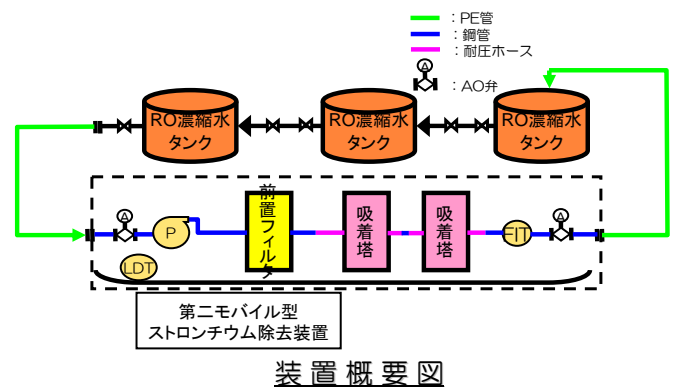 ：PE管
：鋼管
：耐圧ホース
A
：AO弁
RO濃縮水
タンク
RO濃縮水
タンク
RO濃縮水
タンク
A
P
前置フィルタ
吸着塔
吸着塔
FIT
A
LDT
第二モバイル型
ストロンチウム除去装置
装置概要図